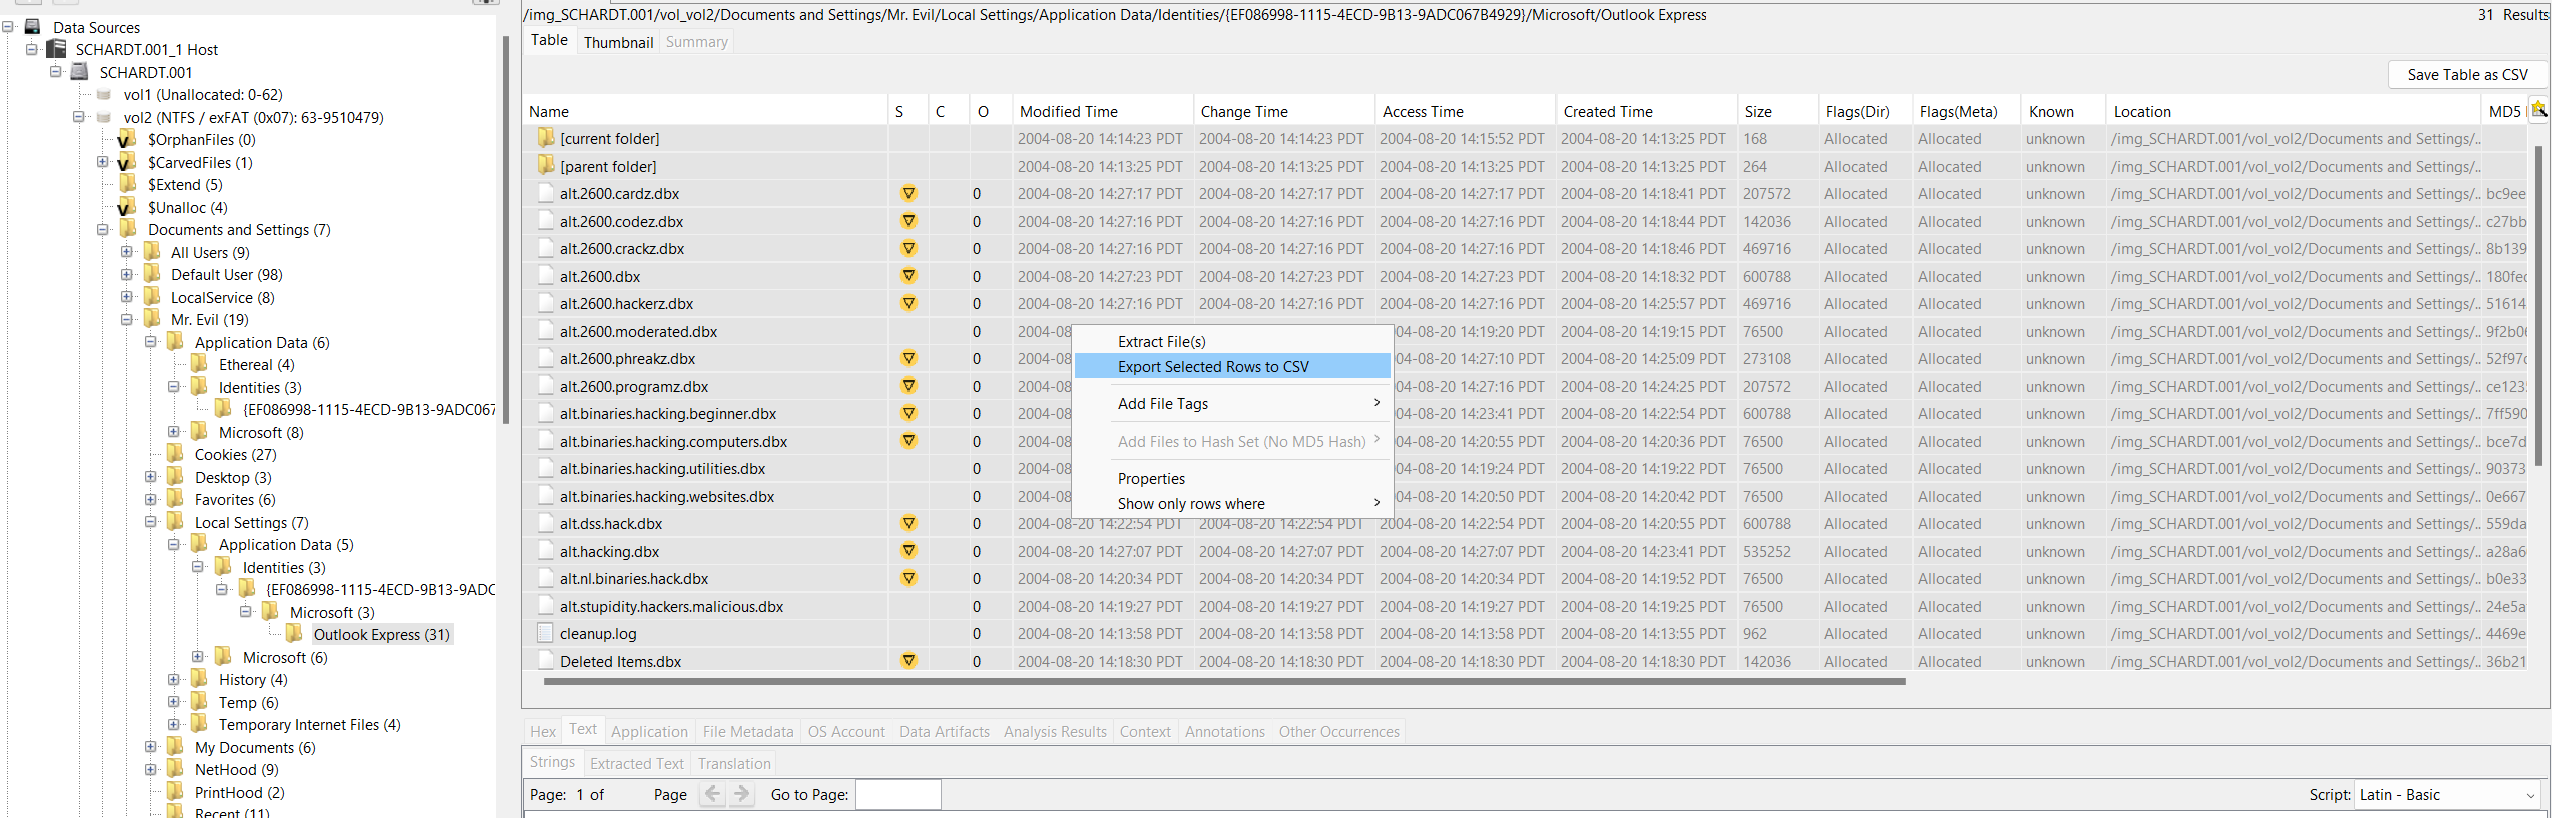 Data Sources
SCHARDT.001_1 Host
SCHARDT.001
vol1 (Unallocated: 0-62)
vol2 (NTFS / exFAT (0x07): 63-9510479)
$OrphanFiles (0)
$CarvedFiles (1)
$Extend (5)
$Unalloc (4)
Documents and Settings (7)
All Users (9)
Default User (98)
LocalService (8)
Mr. Evil (19)
Application Data (6)
Ethereal (4)
Identities (3)
{EF086998-1115-4ECD-9B13-9ADC067
Microsoft (8)
Cookies (27)
Desktop (3)
Favorites (6)
Local Settings (7)
Application Data (5)
Identities (3)
{EF086998-1115-4ECD-9B13-9ADC
Microsoft (3)
Outlook Express (31)
Microsoft (6)
History (4)
Temp (6)
Temporary Internet Files (4)
My Documents (6)
NetHood (9)
PrintHood (2)
Recent (11)
/img_SCHARDT.001/vol_vol2/Documents and Settings/Mr. Evil/Local Settings/Application Data/Identities/{EF086998-1115-4ECD-9B13-9ADC067B4929}/Microsoft/Outlook Express 31 Results
Table Thumbnail Summary
Save Table as CSV
Name S C O Modified Time Change Time Access Time Created Time Size Flags(Dir) Flags(Meta) Known Location MD5
[current folder] 2004-08-20 14:14:23 PDT 2004-08-20 14:14:23 PDT 2004-08-20 14:15:52 PDT 2004-08-20 14:13:25 PDT 168 Allocated Allocated unknown /img_SCHARDT.001/vol_vol2/Documents and Settings/..
[parent folder] 2004-08-20 14:13:25 PDT 2004-08-20 14:13:25 PDT 2004-08-20 14:13:25 PDT 2004-08-20 14:13:25 PDT 264 Allocated Allocated unknown /img_SCHARDT.001/vol_vol2/Documents and Settings/..
alt.2600.cardz.dbx 0 2004-08-20 14:27:17 PDT 2004-08-20 14:27:17 PDT 2004-08-20 14:27:17 PDT 2004-08-20 14:18:41 PDT 207572 Allocated Allocated unknown /img_SCHARDT.001/vol_vol2/Documents and Settings/.. bc9ee
alt.2600.codez.dbx 0 2004-08-20 14:27:16 PDT 2004-08-20 14:27:16 PDT 2004-08-20 14:27:16 PDT 2004-08-20 14:18:44 PDT 142036 Allocated Allocated unknown /img_SCHARDT.001/vol_vol2/Documents and Settings/.. c27bb
alt.2600.crackz.dbx 0 2004-08-20 14:27:16 PDT 2004-08-20 14:27:16 PDT 2004-08-20 14:27:16 PDT 2004-08-20 14:18:46 PDT 469716 Allocated Allocated unknown /img_SCHARDT.001/vol_vol2/Documents and Settings/.. 8b139
alt.2600.dbx 0 2004-08-20 14:27:23 PDT 2004-08-20 14:27:23 PDT 2004-08-20 14:27:23 PDT 2004-08-20 14:18:32 PDT 600788 Allocated Allocated unknown /img_SCHARDT.001/vol_vol2/Documents and Settings/.. 180fec
alt.2600.hackerz.dbx 0 2004-08-20 14:27:16 PDT 2004-08-20 14:27:16 PDT 2004-08-20 14:27:16 PDT 2004-08-20 14:25:57 PDT 469716 Allocated Allocated unknown /img_SCHARDT.001/vol_vol2/Documents and Settings/.. 51614
alt.2600.moderated.dbx 0 2004-08 004-08-20 14:19:20 PDT 2004-08-20 14:19:15 PDT 76500 Allocated Allocated unknown /img_SCHARDT.001/vol_vol2/Documents and Settings/.. 9f2b06
alt.2600.phreakz.dbx 0 2004-08 004-08-20 14:27:10 PDT 2004-08-20 14:25:09 PDT 273108 Allocated Allocated unknown /img_SCHARDT.001/vol_vol2/Documents and Settings/.. 52f97c
alt.2600.programz.dbx 0 2004-08 004-08-20 14:27:16 PDT 2004-08-20 14:24:25 PDT 207572 Allocated Allocated unknown /img_SCHARDT.001/vol_vol2/Documents and Settings/.. ce123
alt.binaries.hacking.beginner.dbx 0 2004-08 004-08-20 14:23:41 PDT 2004-08-20 14:22:54 PDT 600788 Allocated Allocated unknown /img_SCHARDT.001/vol_vol2/Documents and Settings/.. 7ff590
alt.binaries.hacking.computers.dbx 0 2004-08 004-08-20 14:20:55 PDT 2004-08-20 14:20:36 PDT 76500 Allocated Allocated unknown /img_SCHARDT.001/vol_vol2/Documents and Settings/.. bce7d
alt.binaries.hacking.utilities.dbx 0 2004-08 004-08-20 14:19:24 PDT 2004-08-20 14:19:22 PDT 76500 Allocated Allocated unknown /img_SCHARDT.001/vol_vol2/Documents and Settings/.. 90373
alt.binaries.hacking.websites.dbx 0 2004-08 004-08-20 14:20:50 PDT 2004-08-20 14:20:42 PDT 76500 Allocated Allocated unknown /img_SCHARDT.001/vol_vol2/Documents and Settings/.. 0e667
alt.dss.hack.dbx 0 2004-08-20 14:22:54 PDT 2004-08-20 14:22:54 PDT 2004-08-20 14:22:54 PDT 2004-08-20 14:20:55 PDT 600788 Allocated Allocated unknown /img_SCHARDT.001/vol_vol2/Documents and Settings/.. 559da
alt.hacking.dbx 0 2004-08-20 14:27:07 PDT 2004-08-20 14:27:07 PDT 2004-08-20 14:27:07 PDT 2004-08-20 14:23:41 PDT 535252 Allocated Allocated unknown /img_SCHARDT.001/vol_vol2/Documents and Settings/.. a28a6
alt.nl.binaries.hack.dbx 0 2004-08-20 14:20:34 PDT 2004-08-20 14:20:34 PDT 2004-08-20 14:20:34 PDT 2004-08-20 14:19:52 PDT 76500 Allocated Allocated unknown /img_SCHARDT.001/vol_vol2/Documents and Settings/.. b0e33
alt.stupidity.hackers.malicious.dbx 0 2004-08-20 14:19:27 PDT 2004-08-20 14:19:27 PDT 2004-08-20 14:19:27 PDT 2004-08-20 14:19:25 PDT 76500 Allocated Allocated unknown /img_SCHARDT.001/vol_vol2/Documents and Settings/.. 24e5a
cleanup.log 0 2004-08-20 14:13:58 PDT 2004-08-20 14:13:58 PDT 2004-08-20 14:13:58 PDT 2004-08-20 14:13:55 PDT 962 Allocated Allocated unknown /img_SCHARDT.001/vol_vol2/Documents and Settings/.. 4469e
Deleted Items.dbx 0 2004-08-20 14:18:30 PDT 2004-08-20 14:18:30 PDT 2004-08-20 14:18:30 PDT 2004-08-20 14:18:30 PDT 142036 Allocated Allocated unknown /img_SCHARDT.001/vol_vol2/Documents and Settings/.. 36b21
Extract File(s)
Export Selected Rows to CSV
Add File Tags >
Add Files to Hash Set (No MD5 Hash) >
Properties
Show only rows where >
Hex Text Application File Metadata OS Account Data Artifacts Analysis Results Context Annotations Other Occurrences
Strings Extracted Text Translation
Page: 1 of Page Go to Page: Script: Latin - Basic